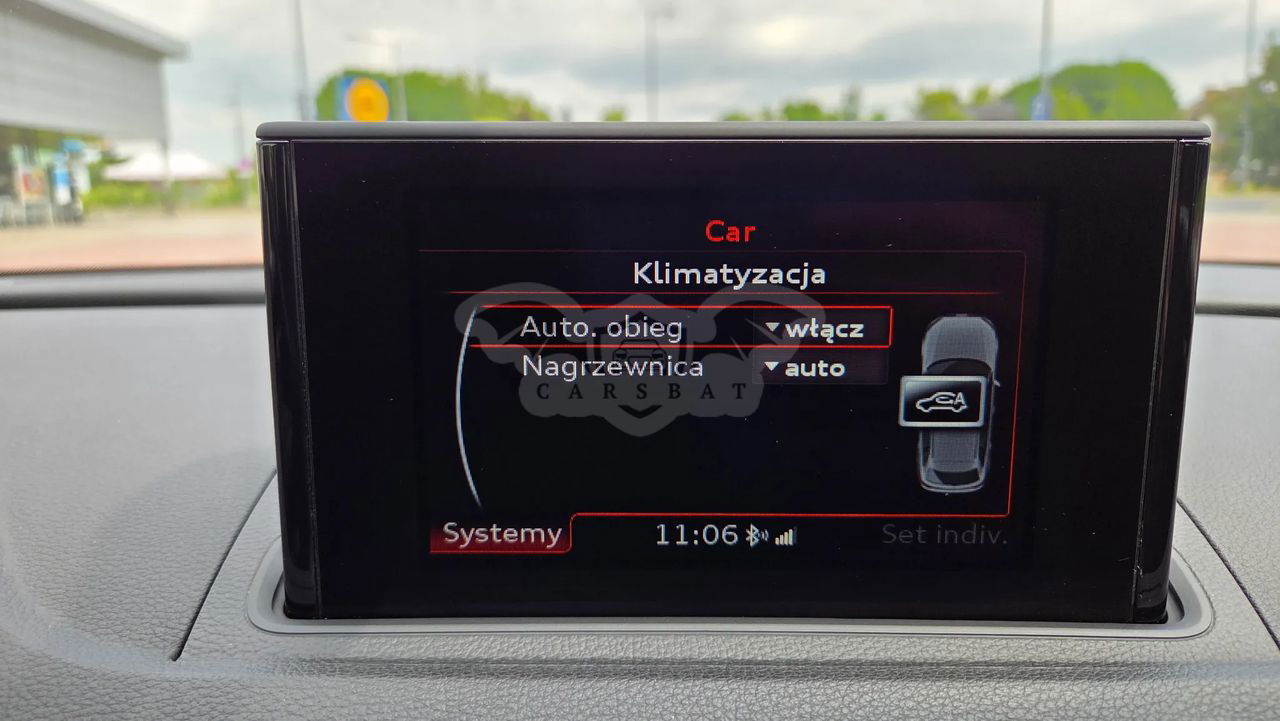 Car
Klimatyzacja
Auto. obieg ▼ włącz
Nagrzewnica ▼ auto
CARSBAT
A
Systemy 11:06 Set indiv.